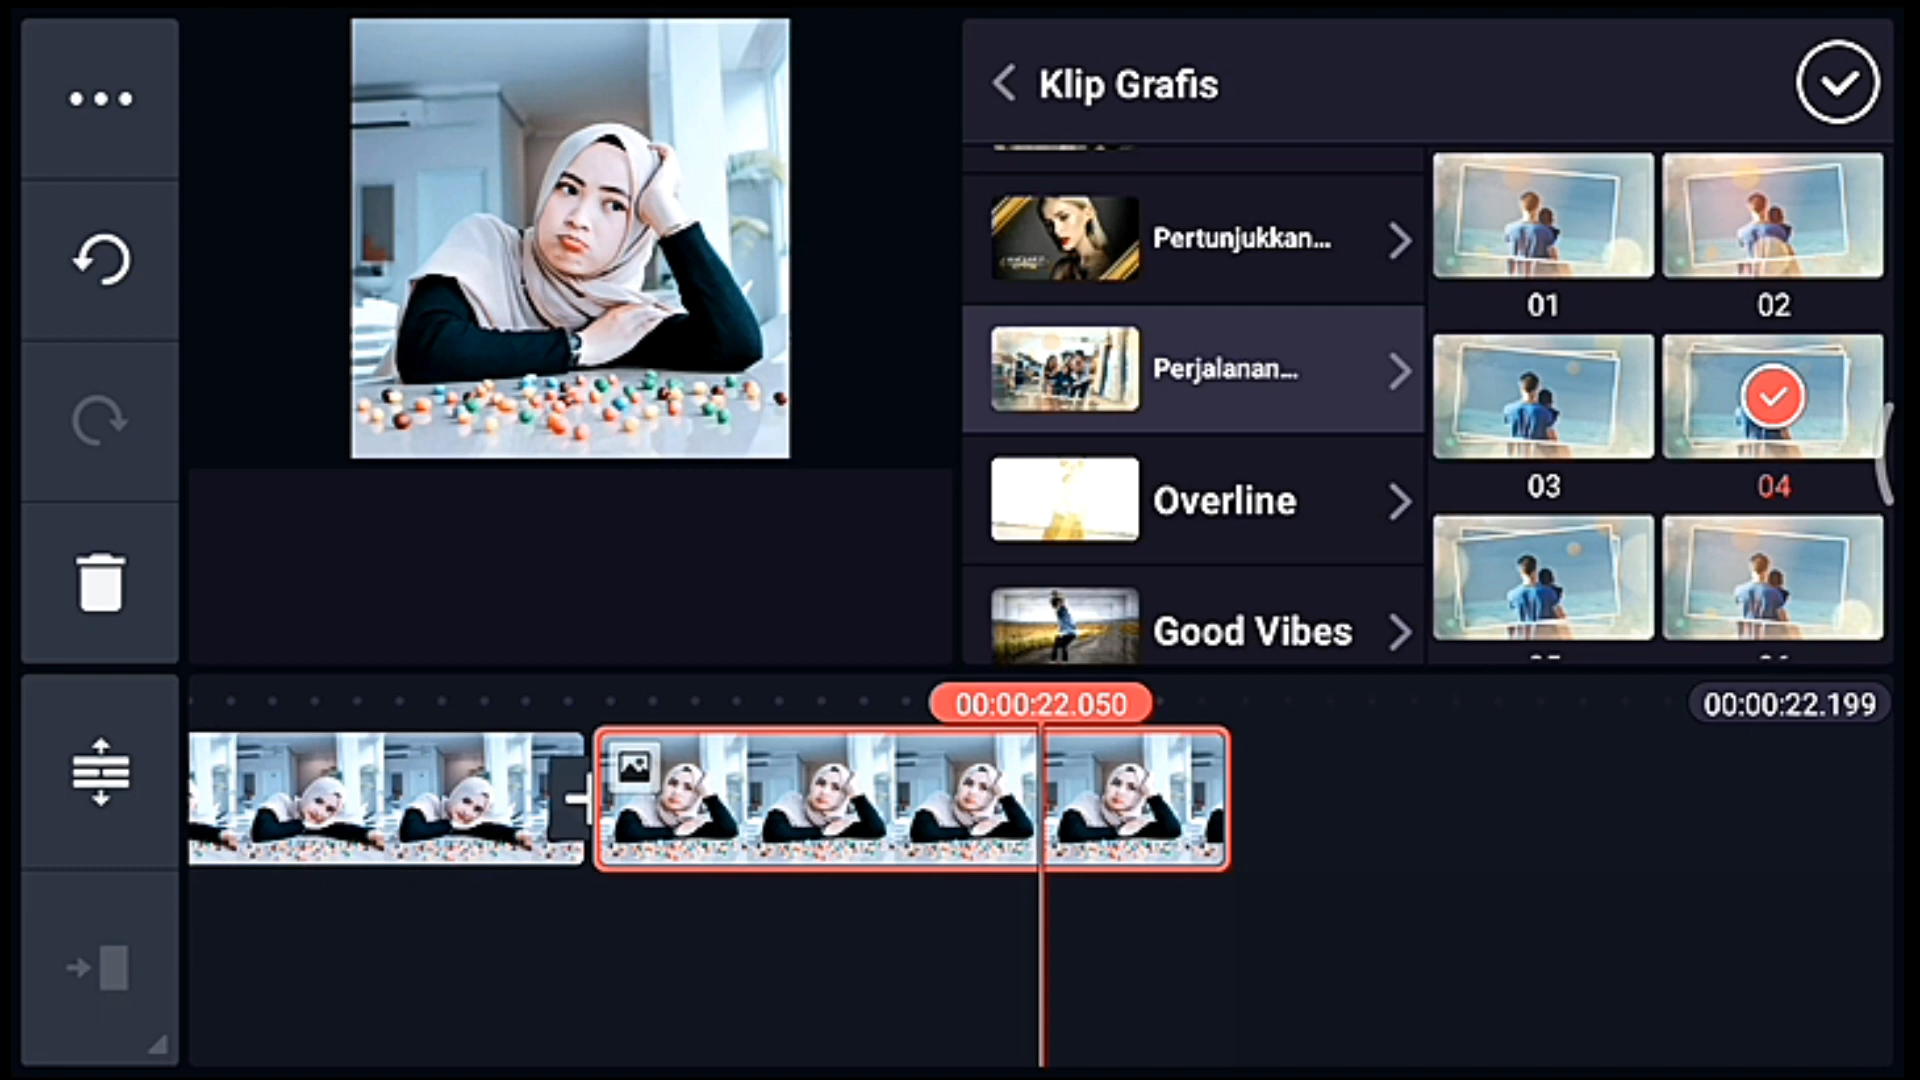 Klip Grafis
Pertunjukkan...
Perjalanan...
Overline
Good Vibes
01
02
03
04
00:00:22.050
00:00:22.199